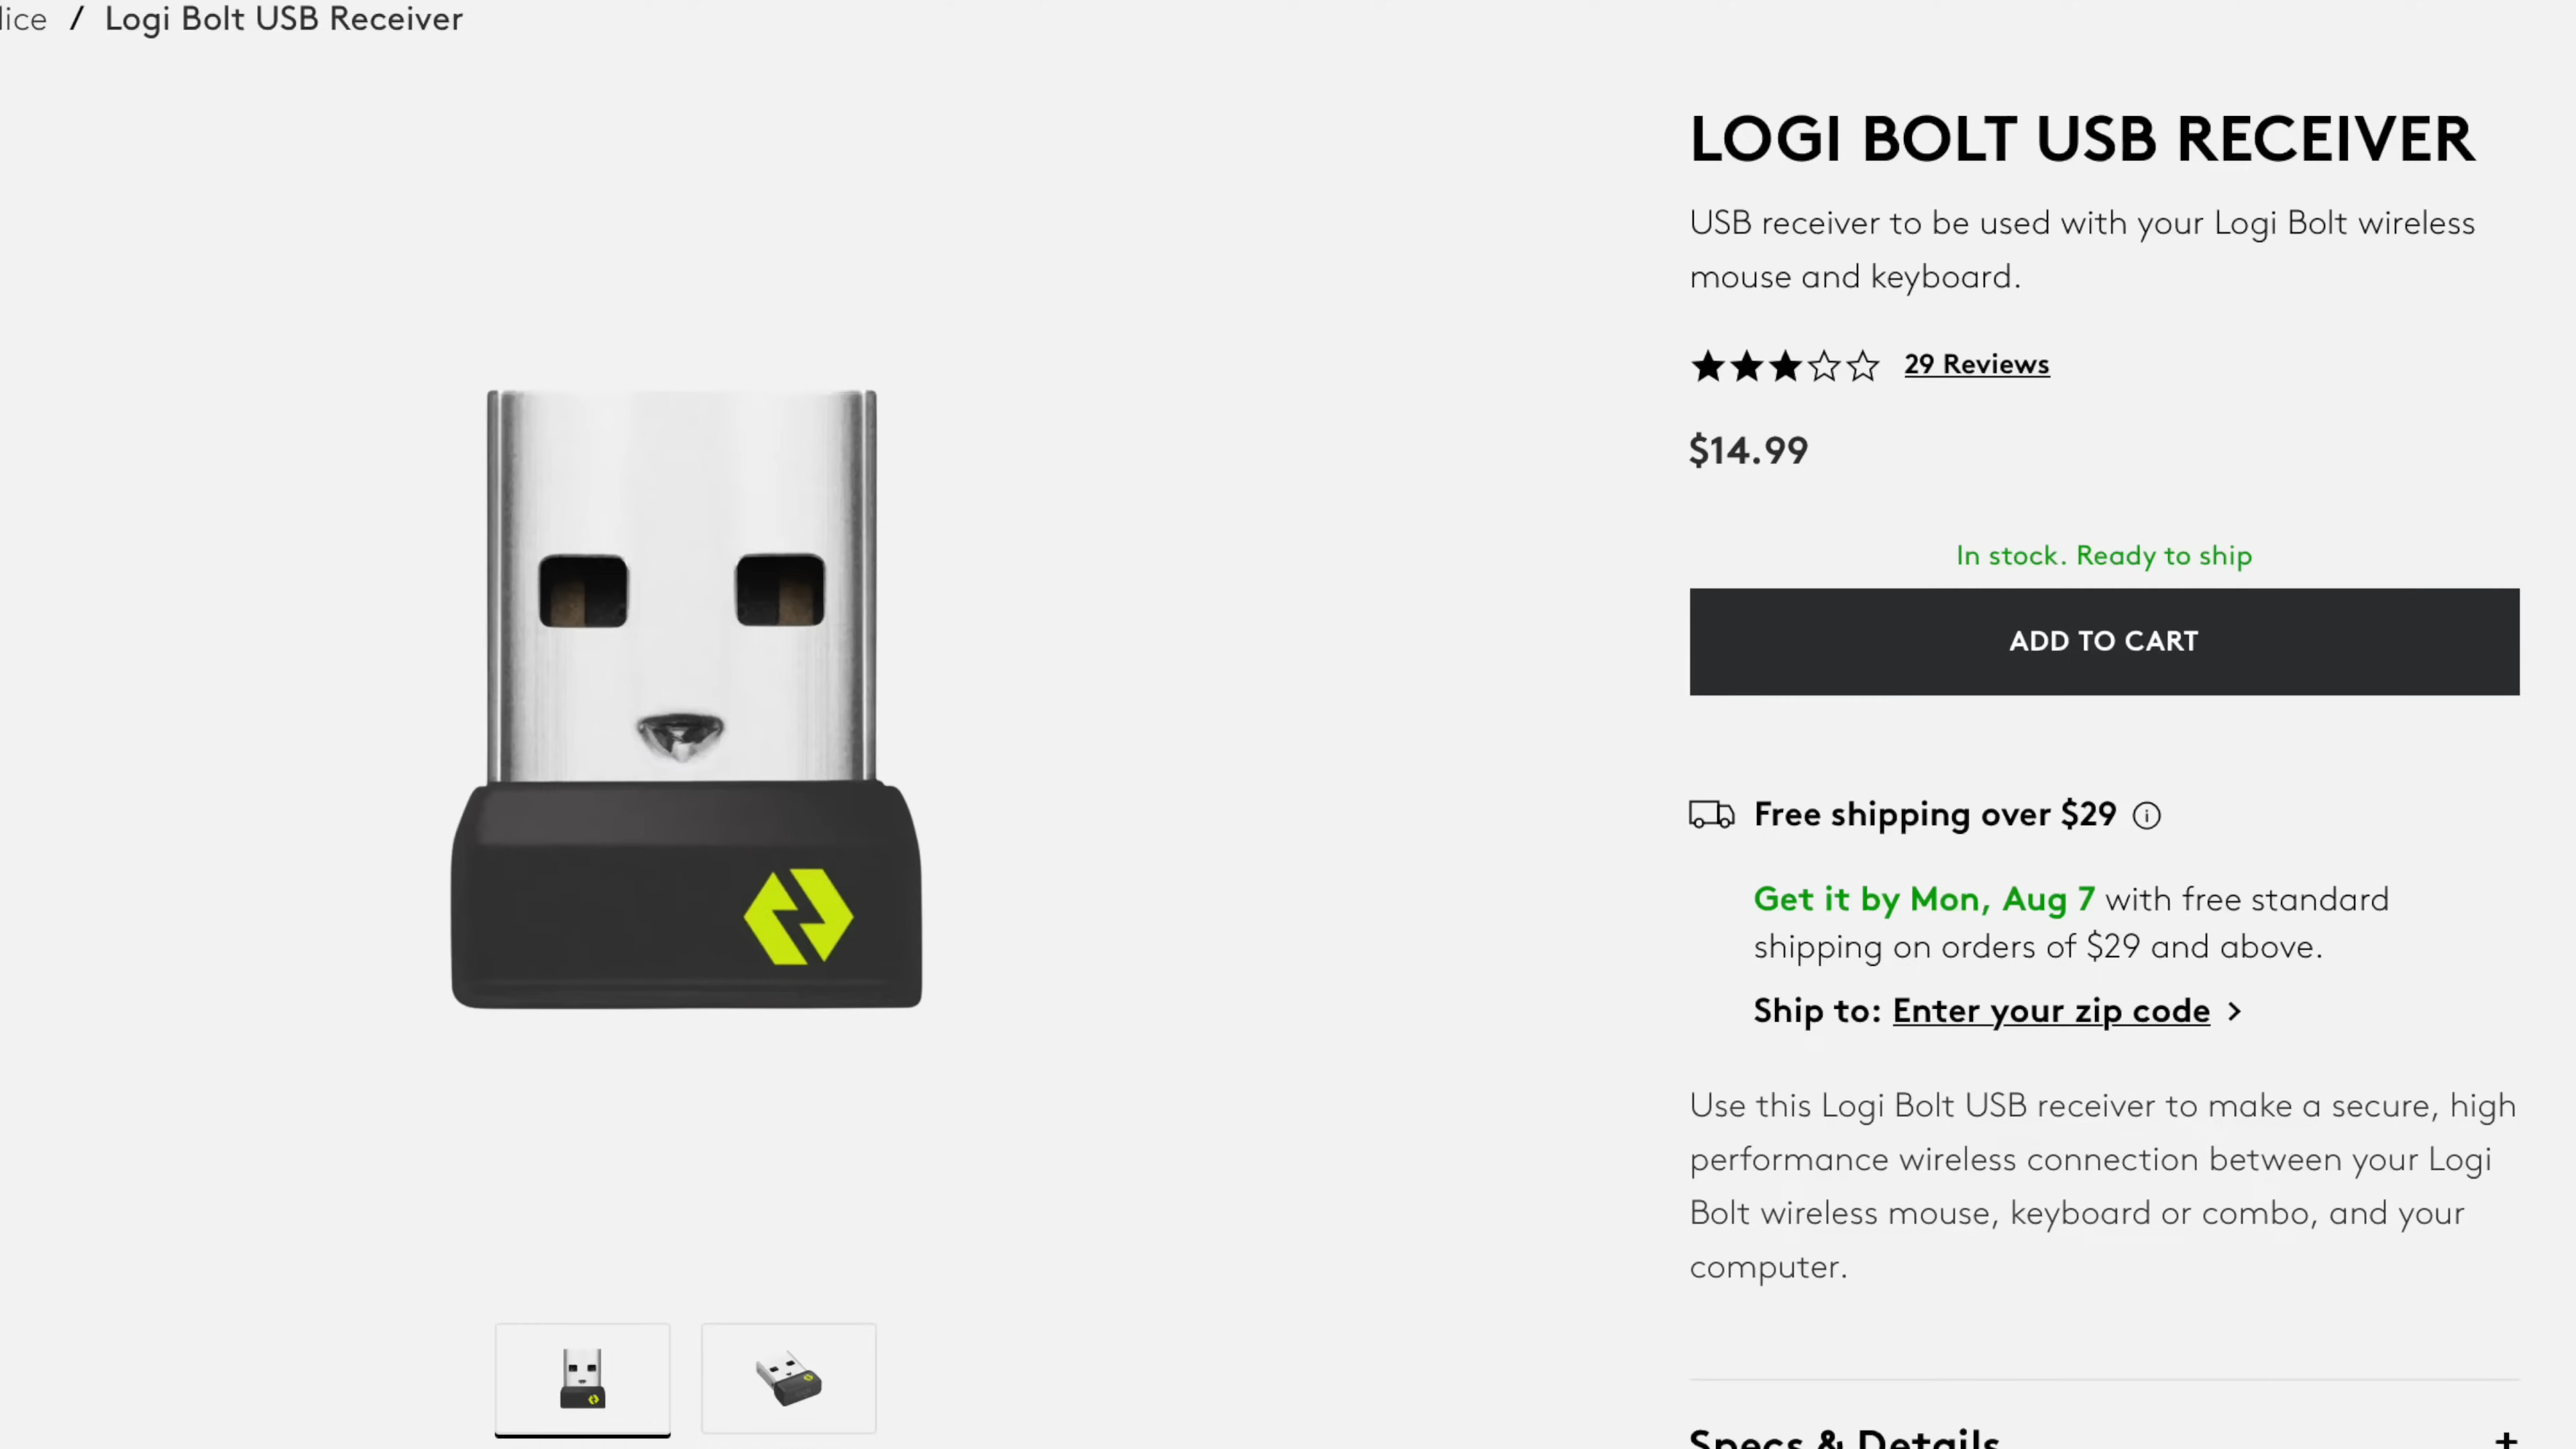 / Logi Bolt USB Receiver
LOGI BOLT USB RECEIVER
USB receiver to be used with your Logi Bolt wireless
mouse and keyboard.
29 Reviews
$14.99
In stock. Ready to ship
ADD TO CART
Free shipping over $29
Get it by Mon, Aug 7 with free standard
shipping on orders of $29 and above.
Ship to: Enter your zip code >
Use this Logi Bolt USB receiver to make a secure, high
performance wireless connection between your Logi
Bolt wireless mouse, keyboard or combo, and your
computer.
Specs & Details +